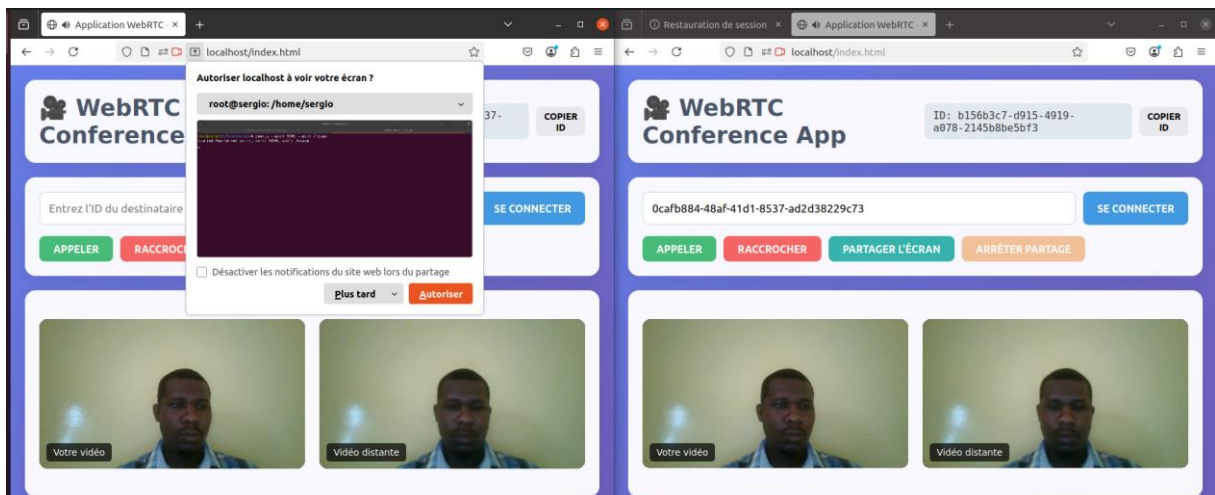 Application WebRTC -
localhost/index.html
Autoriser localhost à voir votre écran ?
root@sergio: /home/sergio
Désactiver les notifications du site web lors du partage
Plus tard
Autoriser
WebRTC
Conference
37-
COPIER
ID
Entrez l'ID du destinataire
SE CONNECTER
APPELER
RACCROC
Votre vidéo
Vidéo distante
Restauration de session
Application WebRTC -
localhost/index.html
WebRTC
Conference App
ID: b156b3c7-d915-4919-
a078-2145b8be5bf3
COPIER
ID
0cafb884-48af-41d1-8537-ad2d38229c73
SE CONNECTER
APPELER
RACCROCHER
PARTAGER L'ÉCRAN
ARRÊTER PARTAGE
Votre vidéo
Vidéo distante